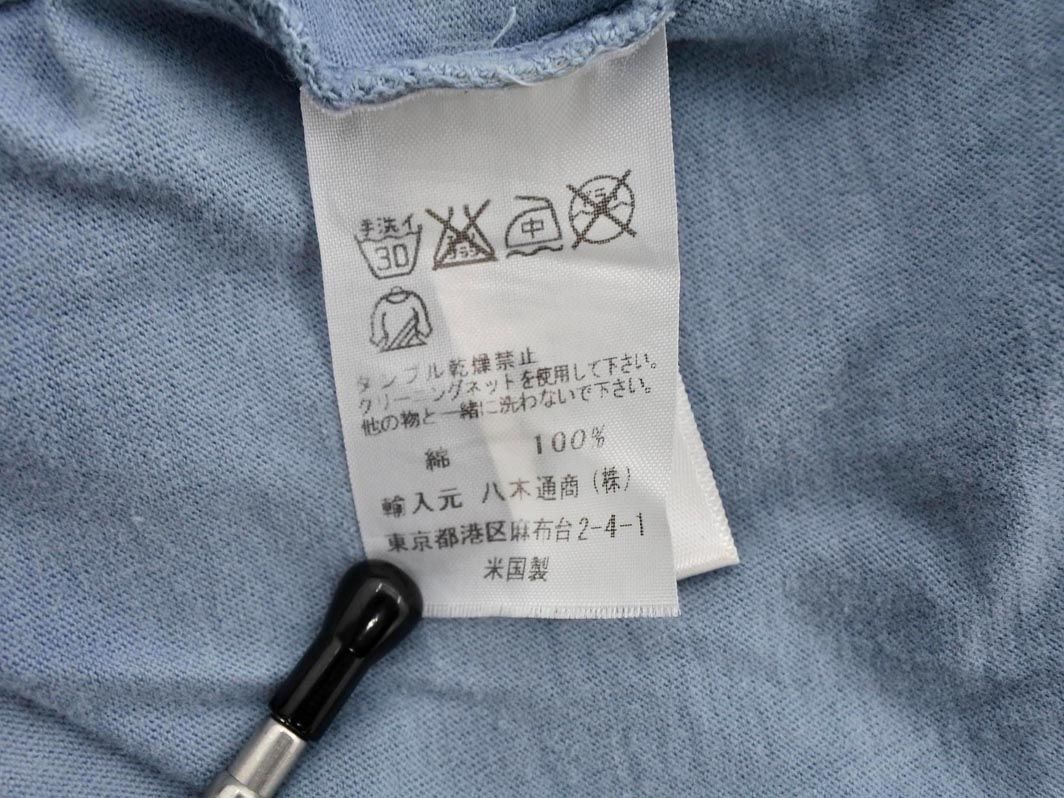 手洗イ
30
中
タンブル乾燥禁止
クリーニングネットを使用して下さい。
他の物と一緒に洗わないで下さい。
綿 100%
輸入元 八木通商（株）
東京都港区麻布台2-4-1
米国製